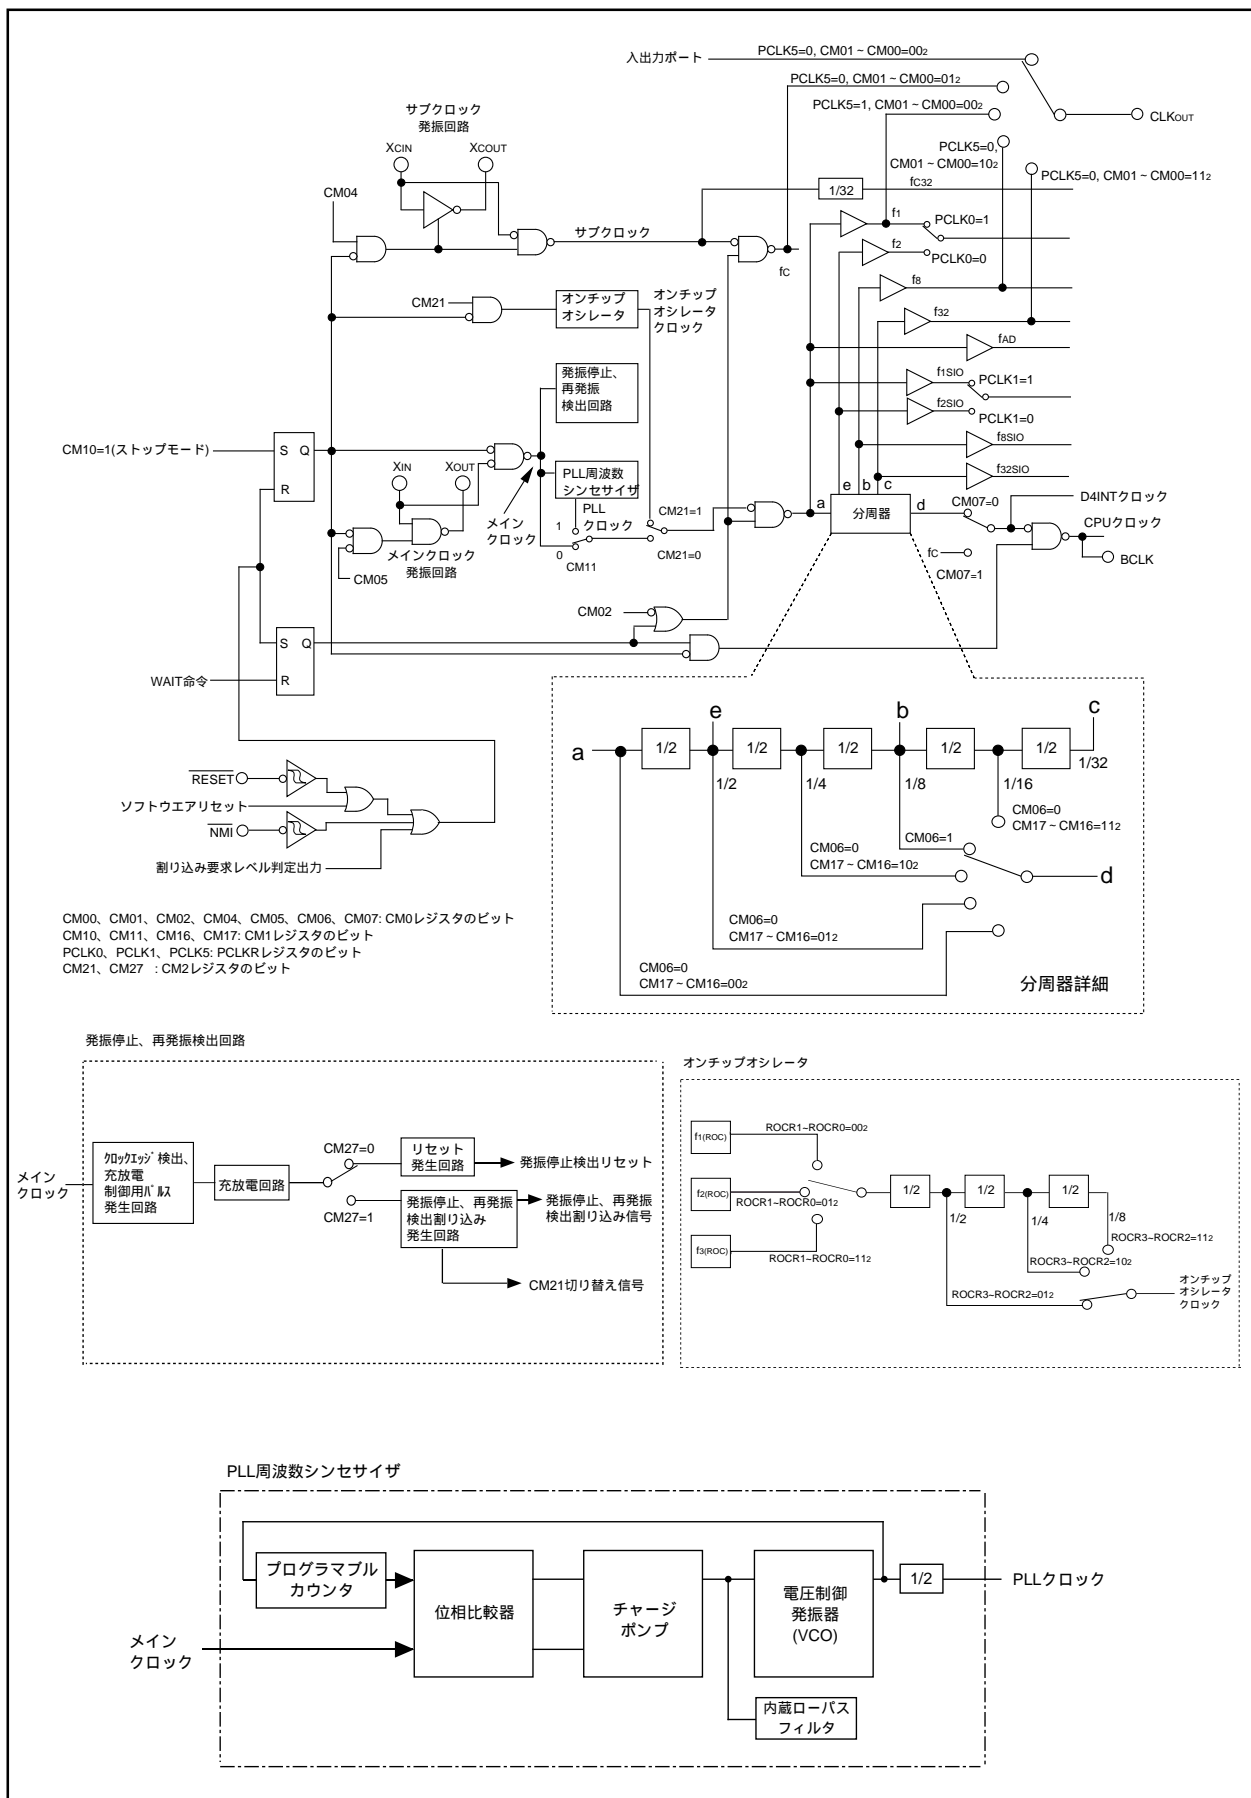 入出力ポート
PCLK5=0, CM01～CM00=002
PCLK5=0, CM01～CM00=012
PCLK5=1, CM01～CM00=002
CLKOUT
サブクロック
発振回路
XCIN
XCOUT
PCLK5=0,
CM01～CM00=102
PCLK5=0, CM01～CM00=112
CM04
1/32
fC32
サブクロック
fC
f1
PCLK0=1
f2
PCLK0=0
f8
f32
fAD
f1SIO
PCLK1=1
f2SIO
PCLK1=0
f8SIO
f32SIO
CM21
オンチップ
オシレータ
オンチップ
オシレータ
クロック
発振停止、
再発振
検出回路
CM10=1(ストップモード)
S Q
R
XIN
XOUT
メイン
クロック
PLL周波数
シンセサイザ
PLL
クロック
1
0
CM11
CM21=1
CM21=0
メインクロック
発振回路
CM05
e b c
a
分周器
d
CM07=0
D4INTクロック
CPUクロック
BCLK
fC
CM07=1
CM02
S Q
R
WAIT命令
RESET
ソフトウエアリセット
NMI
割り込み要求レベル判定出力
a
1/2
e
1/2
1/2
1/4
1/2
b
1/8
1/2
1/16
1/2
c
1/32
CM06=0
CM17～CM16=112
CM06=1
CM06=0
CM17～CM16=102
d
CM06=0
CM17～CM16=012
CM06=0
CM17～CM16=002
分周器詳細
CM00、CM01、CM02、CM04、CM05、CM06、CM07: CM0レジスタのビット
CM10、CM11、CM16、CM17: CM1レジスタのビット
PCLK0、PCLK1、PCLK5: PCLKRレジスタのビット
CM21、CM27 : CM2レジスタのビット
発振停止、再発振検出回路
メイン
クロック
ｸﾛｯｸｴｯｼﾞ検出、
充放電
制御用ﾊﾟﾙｽ
発生回路
充放電回路
CM27=0
CM27=1
リセット
発生回路
発振停止検出リセット
発振停止、再発振
検出割り込み
発生回路
発振停止、再発振
検出割り込み信号
CM21切り替え信号
オンチップオシレータ
f1(ROC)
ROCR1~ROCR0=002
f2(ROC)
ROCR1~ROCR0=012
f3(ROC)
ROCR1~ROCR0=112
1/2
1/2
1/2
1/2
1/4
1/8
ROCR3~ROCR2=112
ROCR3~ROCR2=102
ROCR3~ROCR2=012
オンチップ
オシレータ
クロック
PLL周波数シンセサイザ
プログラマブル
カウンタ
メイン
クロック
位相比較器
チャージ
ポンプ
電圧制御
発振器
(VCO)
1/2
PLLクロック
内蔵ローパス
フィルタ